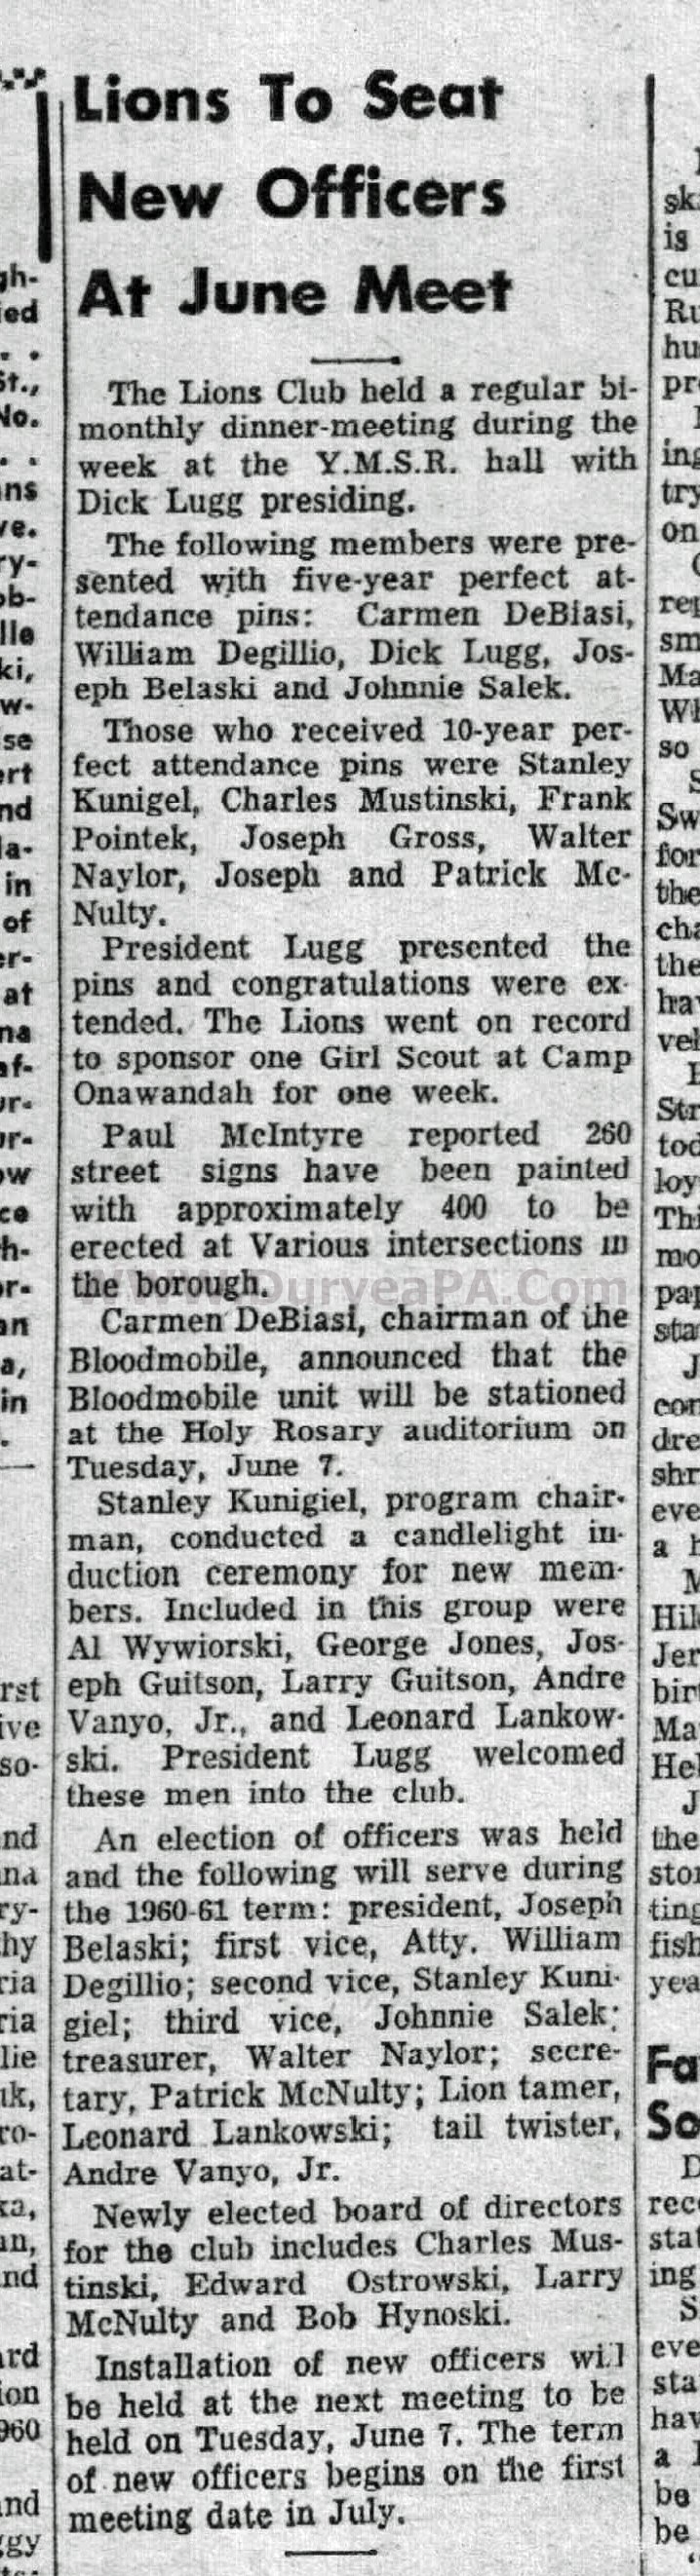 Lions To Seat
New Officers
At June Meet
The Lions Club held a regular bi-
monthly dinner-meeting during the
week at the Y.M.S.R. hall with
Dick Lugg presiding.
The following members were pre-
sented with five-year perfect at-
tendance pins: Carmen DeBiasi,
William Degillio, Dick Lugg, Jos-
eph Belaski and Johnnie Salek.
Those who received 10-year per-
fect attendance pins were Stanley
Kunigel, Charles Mustinski, Frank
Pointek, Joseph Gross, Walter
Naylor, Joseph and Patrick Mc-
Nulty.
President Lugg presented the
pins and congratulations were ex-
tended. The Lions went on record
to sponsor one Girl Scout at Camp
Onawandah for one week.
Paul McIntyre reported 260
street signs have been painted
with approximately 400 to be
erected at Various intersections in
the borough.
www.DuryeaPA.Com
Carmen DeBiasi, chairman of the
Bloodmobile, announced that the
Bloodmobile unit will be stationed
at the Holy Rosary auditorium on
Tuesday, June 7.
Stanley Kunigiel, program chair-
man, conducted a candlelight in-
duction ceremony for new mem-
bers. Included in this group were
Al Wywiorski, George Jones, Jos-
eph Guitson, Larry Guitson, Andre
Vanyo, Jr., and Leonard Lankow-
ski. President Lugg welcomed
these men into the club.
An election of officers was held
and the following will serve during
the 1960-61 term: president, Joseph
Belaski; first vice, Atty. William
Degillio; second vice, Stanley Kuni-
giel; third vice, Johnnie Salek;
treasurer, Walter Naylor; secre-
tary, Patrick McNulty; Lion tamer,
Leonard Lankowski; tail twister,
Andre Vanyo, Jr.
Newly elected board of directors
for the club includes Charles Mus-
tinski, Edward Ostrowski, Larry
McNulty and Bob Hynoski.
Installation of new officers will
be held at the next meeting to be
held on Tuesday, June 7. The term
of new officers begins on the first
meeting date in July.